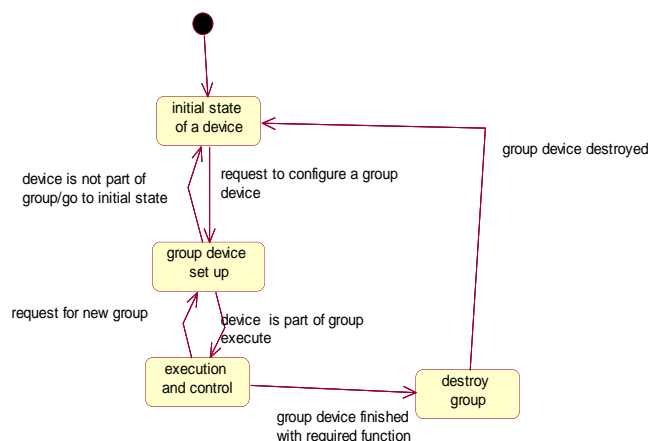 initial state
of a device
group device destroyed
device is not part of
group/go to initial state
request to configure a group
device
group device
set up
request for new group
device is part of group
execute
execution
and control
destroy
group
group device finished
with required function